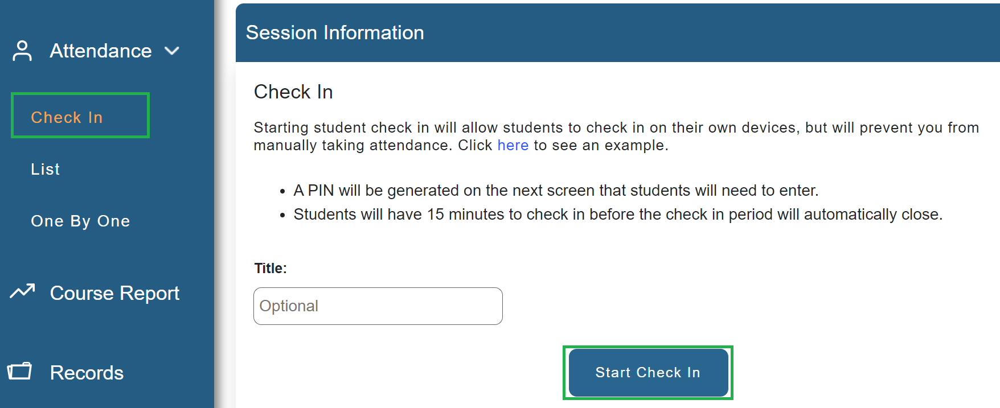 Attendance
Check In
List
One By One
Course Report
Records
Session Information
Check In
Starting student check in will allow students to check in on their own devices, but will prevent you from
manually taking attendance. Click here to see an example.
• A PIN will be generated on the next screen that students will need to enter.
• Students will have 15 minutes to check in before the check in period will automatically close.
Title:
Optional
Start Check In